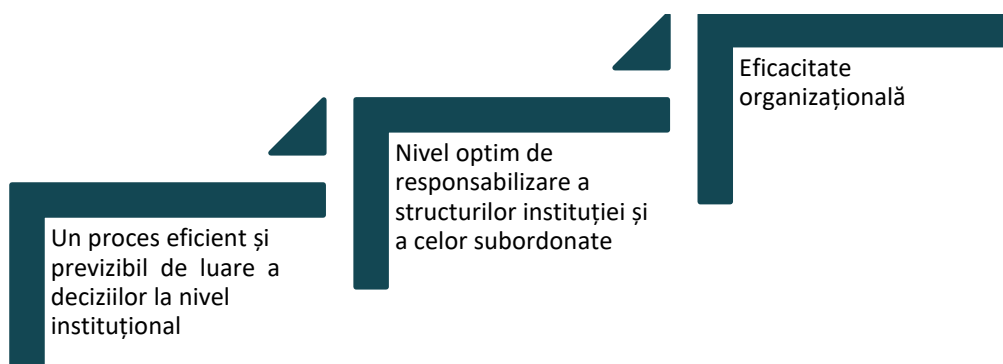 Un proces eficient și
previzibil de luare a
deciziilor la nivel
instituțional
Nivel optim de
responsabilizare a
structurilor instituției și
a celor subordonate
Eficacitate
organizațională